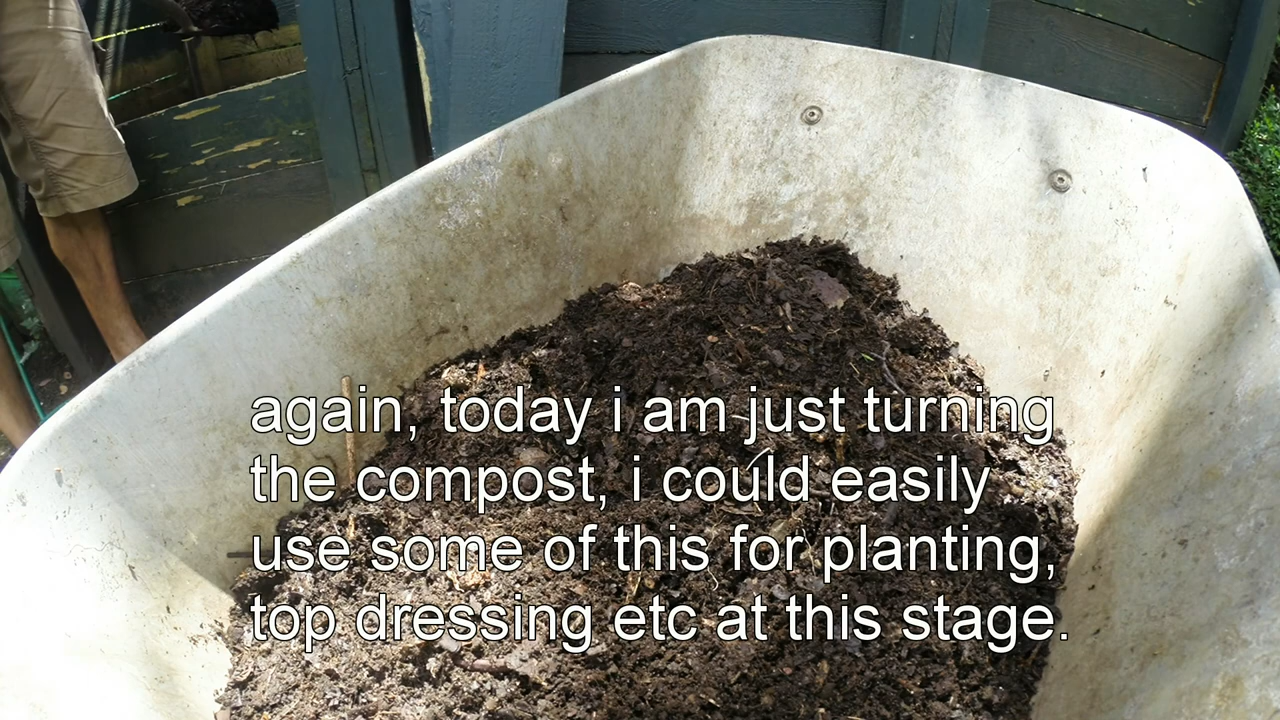 again, today i am just turning
the compost, i could easily
use some of this for planting,
top dressing etc at this stage.